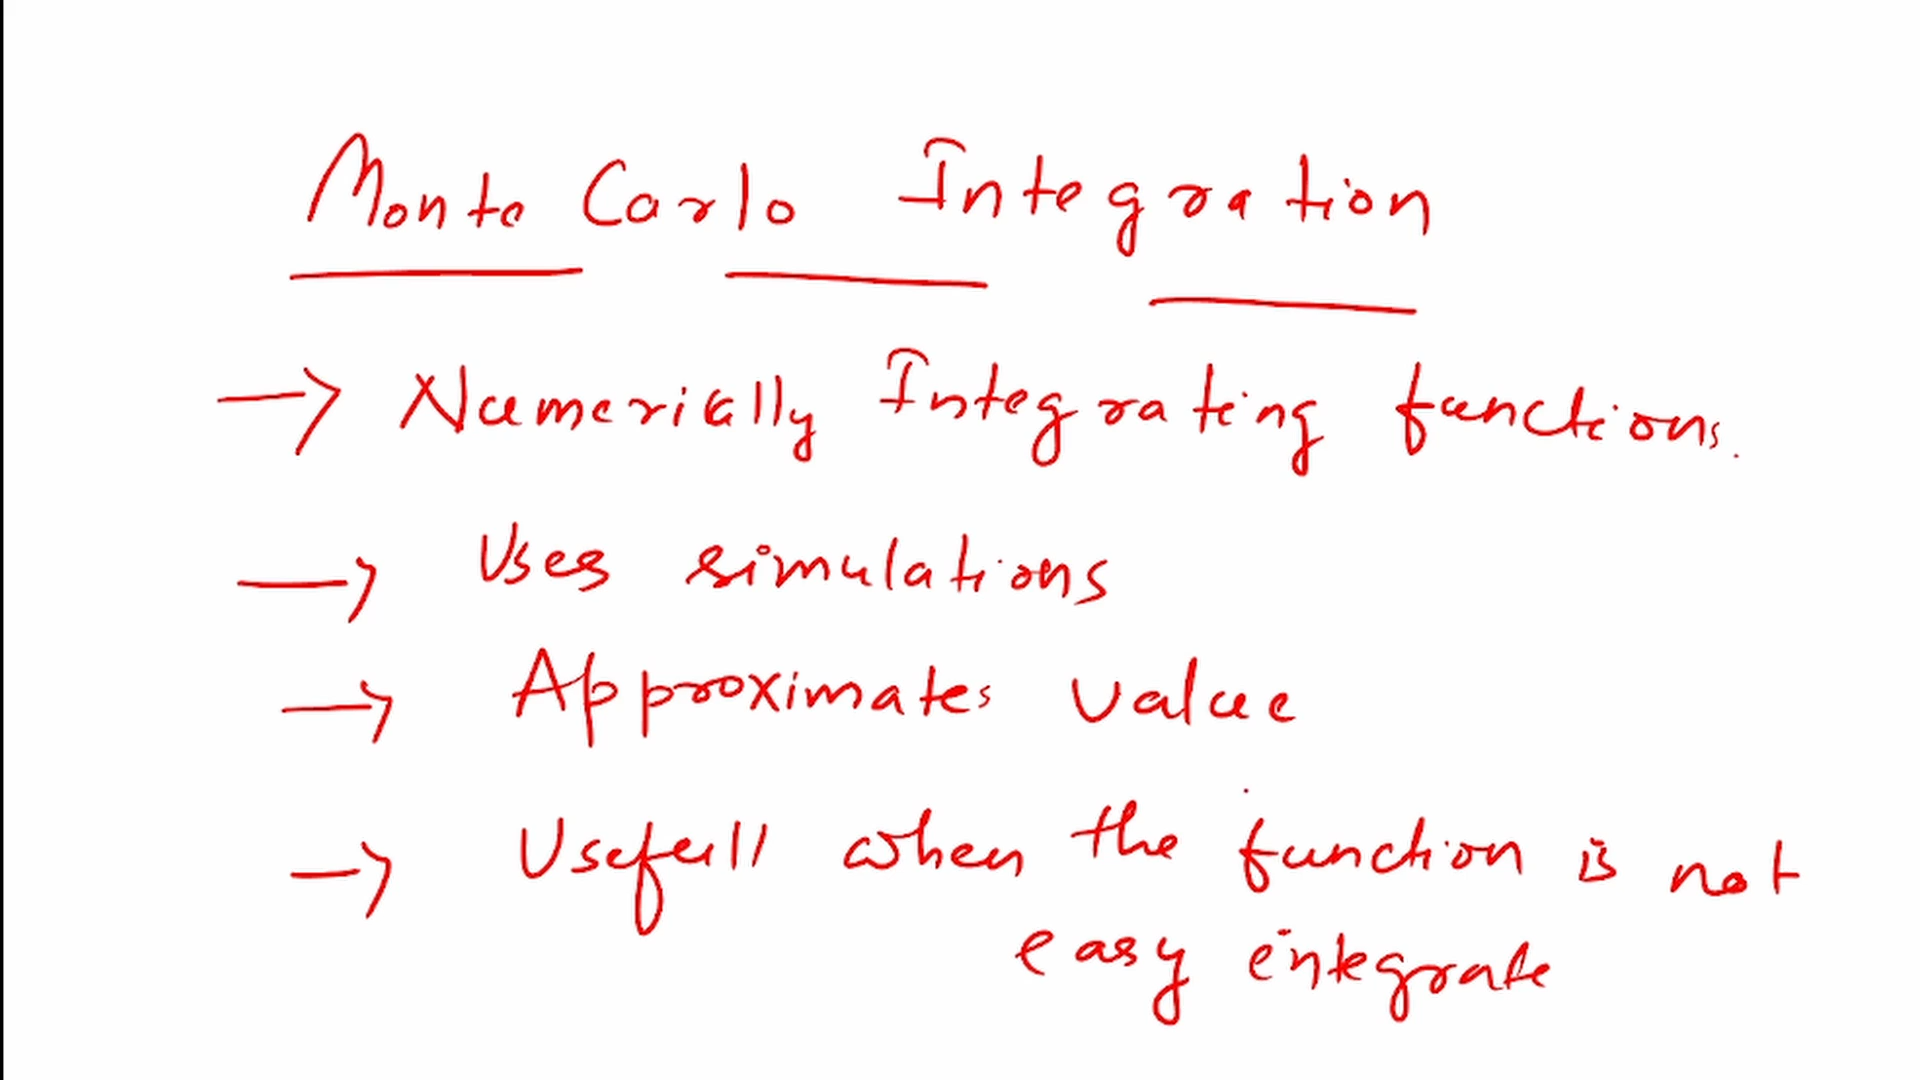 Monte Carlo Integration
→ Numerically Integrating functions.
→ Uses simulations
→ Approximates value
→ Usefull when the function is not
easy integrate